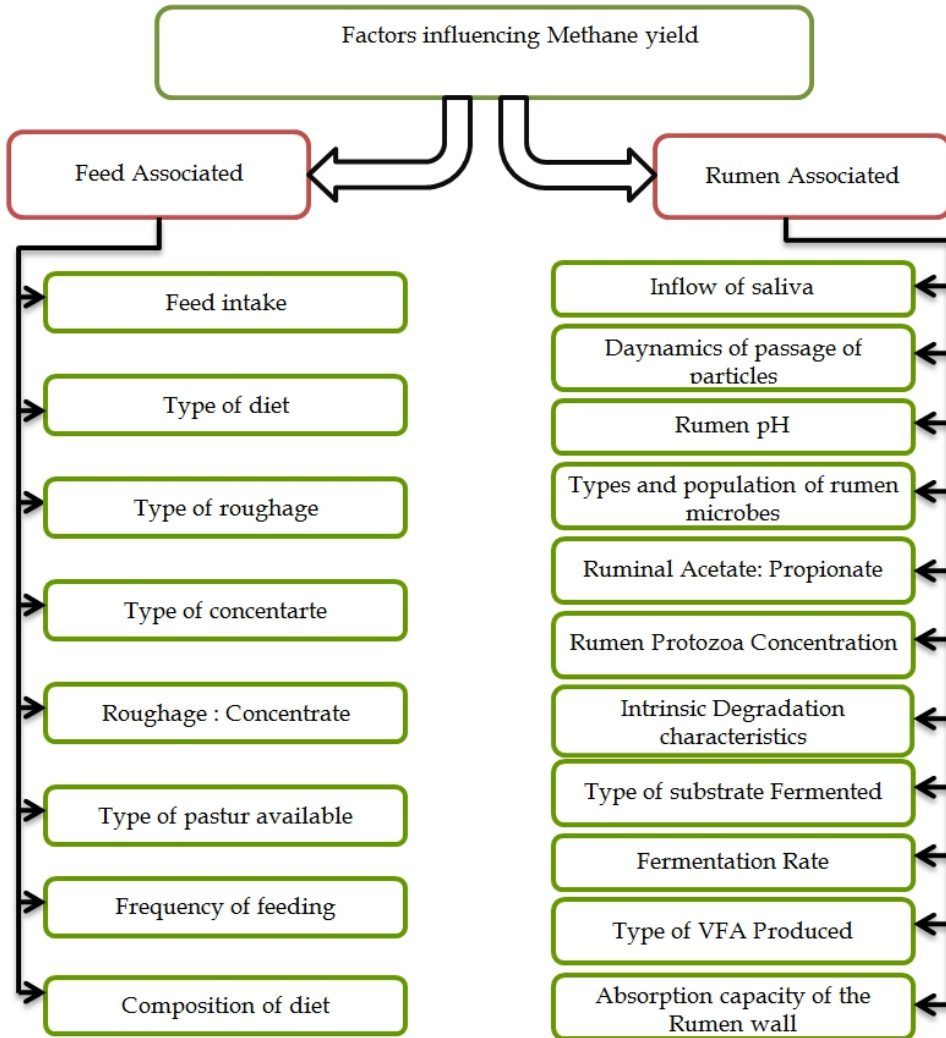 Factors influencing Methane yield
Feed Associated
Rumen Associated
Feed intake
Type of diet
Type of roughage
Type of concentarte
Roughage : Concentrate
Type of pastur available
Frequency of feeding
Composition of diet
Inflow of saliva
Daynamics of passage of
particles
Rumen pH
Types and population of rumen
microbes
Ruminal Acetate: Propionate
Rumen Protozoa Concentration
Intrinsic Degradation
characteristics
Type of substrate Fermented
Fermentation Rate
Type of VFA Produced
Absorption capacity of the
Rumen wall